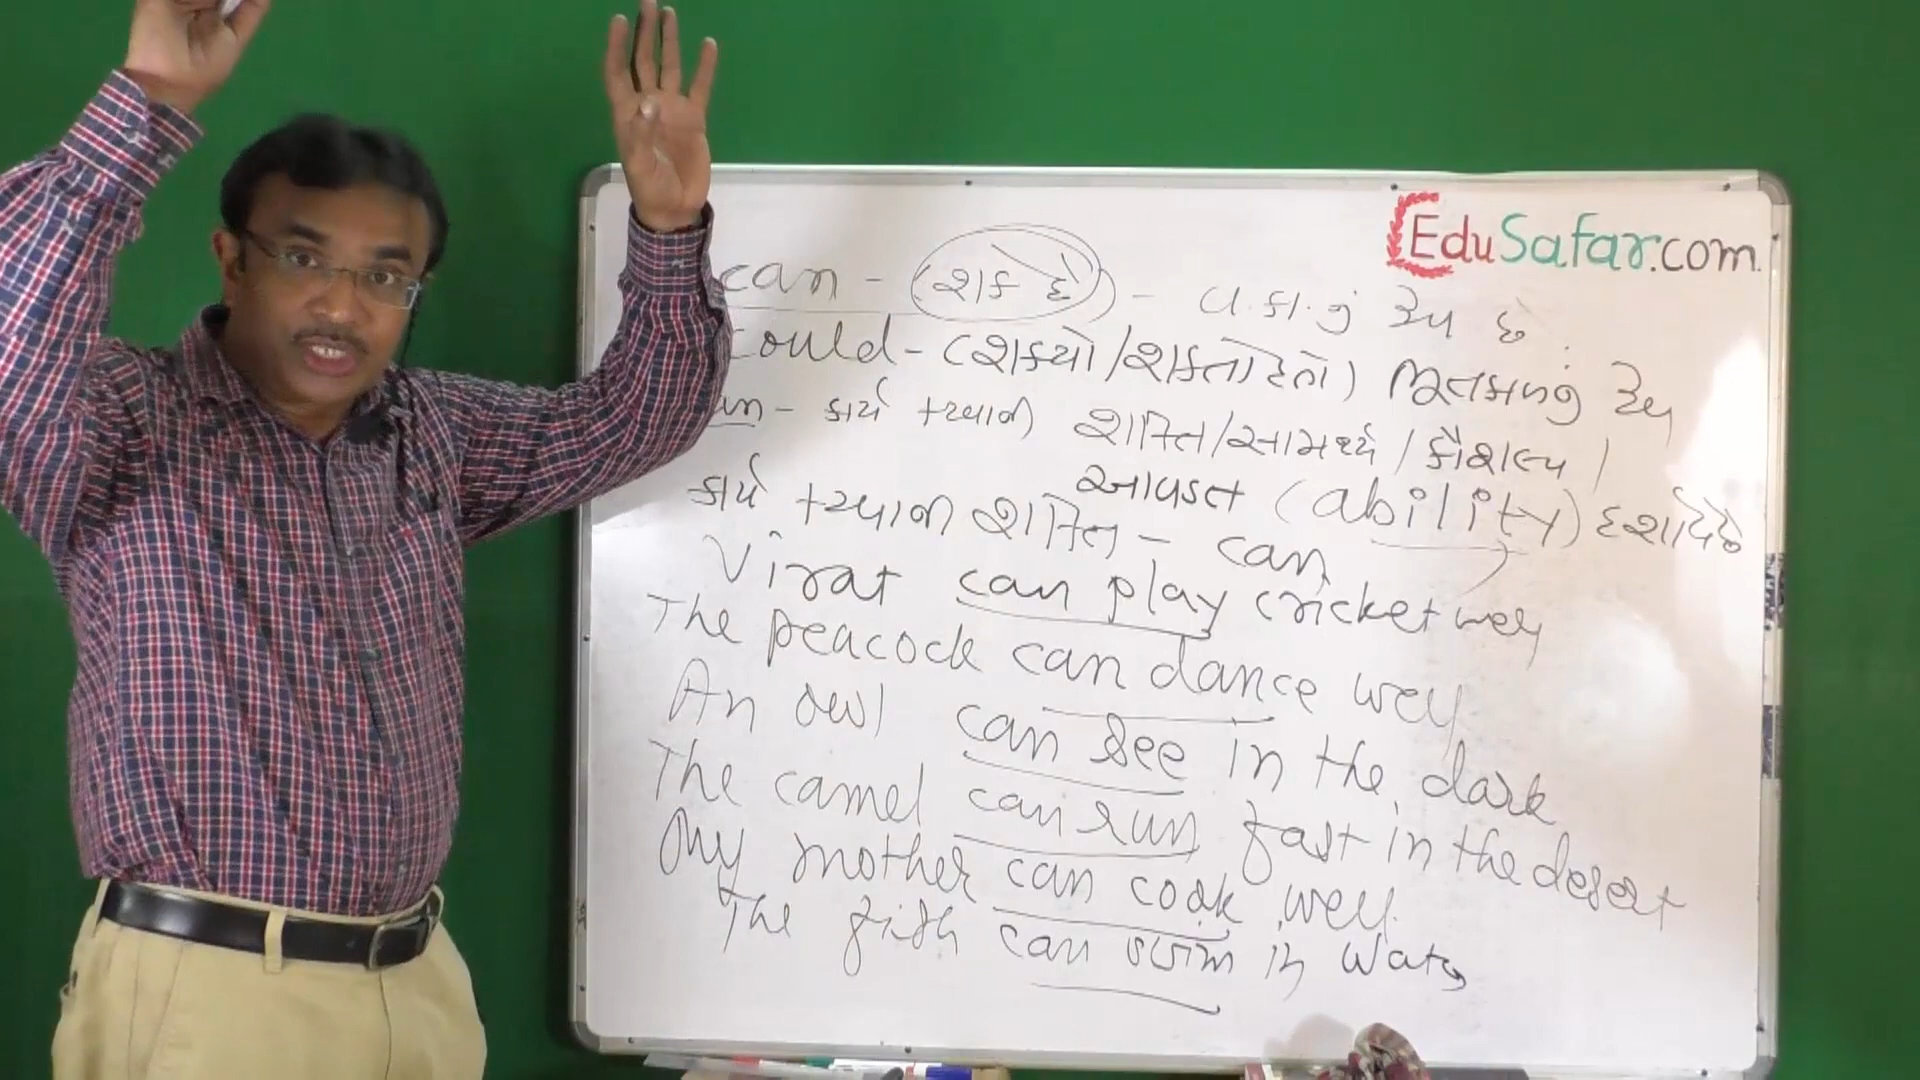 EduSafar.com
can - (શકે છે) - વ.કા.નું રૂપ છે.
could - (શક્યો/શકતો હતો) ભૂતકાળનું રૂપ
can - કાર્ય કરવાની શક્તિ/સામર્થ્ય/કૌશલ્ય/
આવડત (ability) દર્શાવે છે
કાર્ય કરવાની શક્તિ - can
Virat can play cricket well
The peacock can dance well
An owl can see in the dark
The camel can run fast in the desert
My mother can cook well.
The fish can swim in water